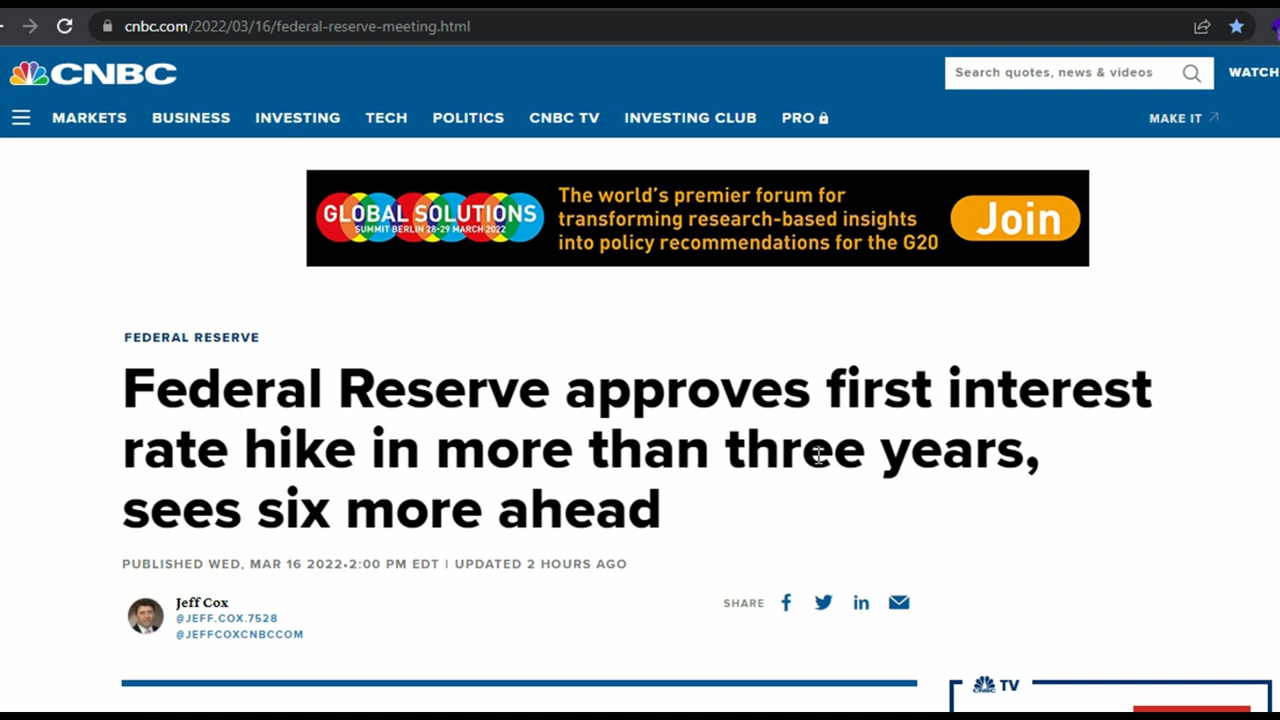 cnbc.com/2022/03/16/federal-reserve-meeting.html
CNBC
Search quotes, news & videos
WATCH
MARKETS BUSINESS INVESTING TECH POLITICS CNBC TV INVESTING CLUB PRO
MAKE IT
GLOBAL SOLUTIONS
SUMMIT BERLIN 28-29 MARCH 2022
The world's premier forum for
transforming research-based insights
into policy recommendations for the G20
Join
FEDERAL RESERVE
Federal Reserve approves first interest
rate hike in more than three years,
sees six more ahead
PUBLISHED WED, MAR 16 2022•2:00 PM EDT | UPDATED 2 HOURS AGO
Jeff Cox
@JEFF.COX.7528
@JEFFCOXCNBCCOM
SHARE
CNBC TV